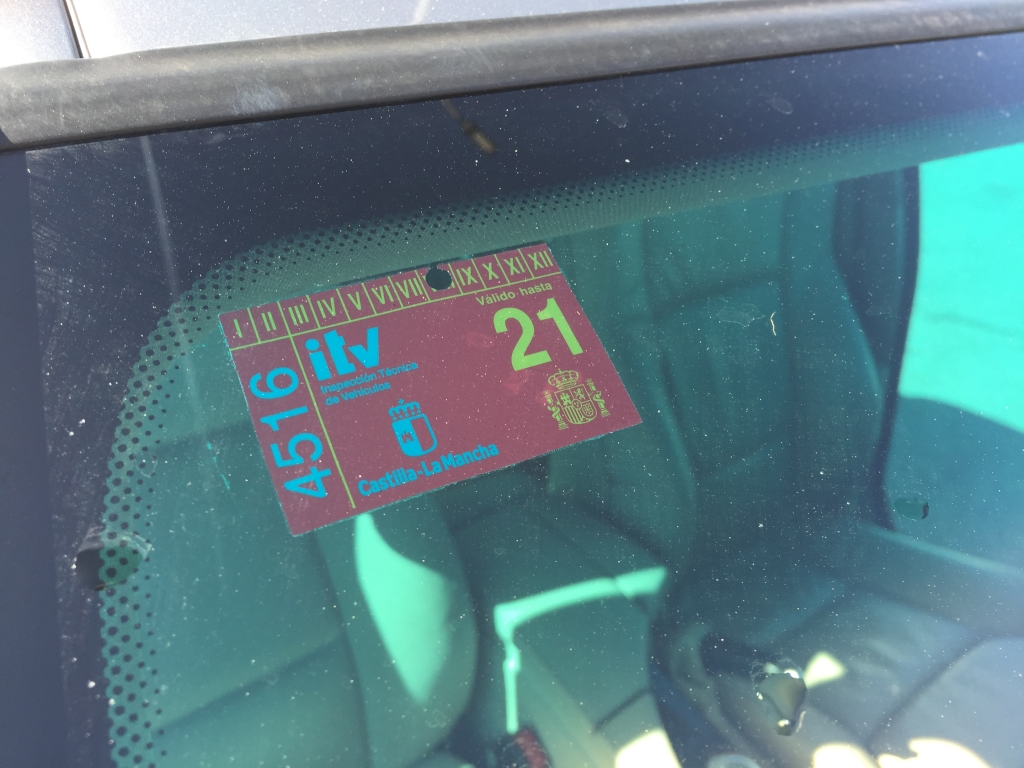 I II III IV V VI VII IX X XI XII
Válido hasta
21
itv
Inspección Técnica
de Vehículos
4516
Castilla-La Mancha